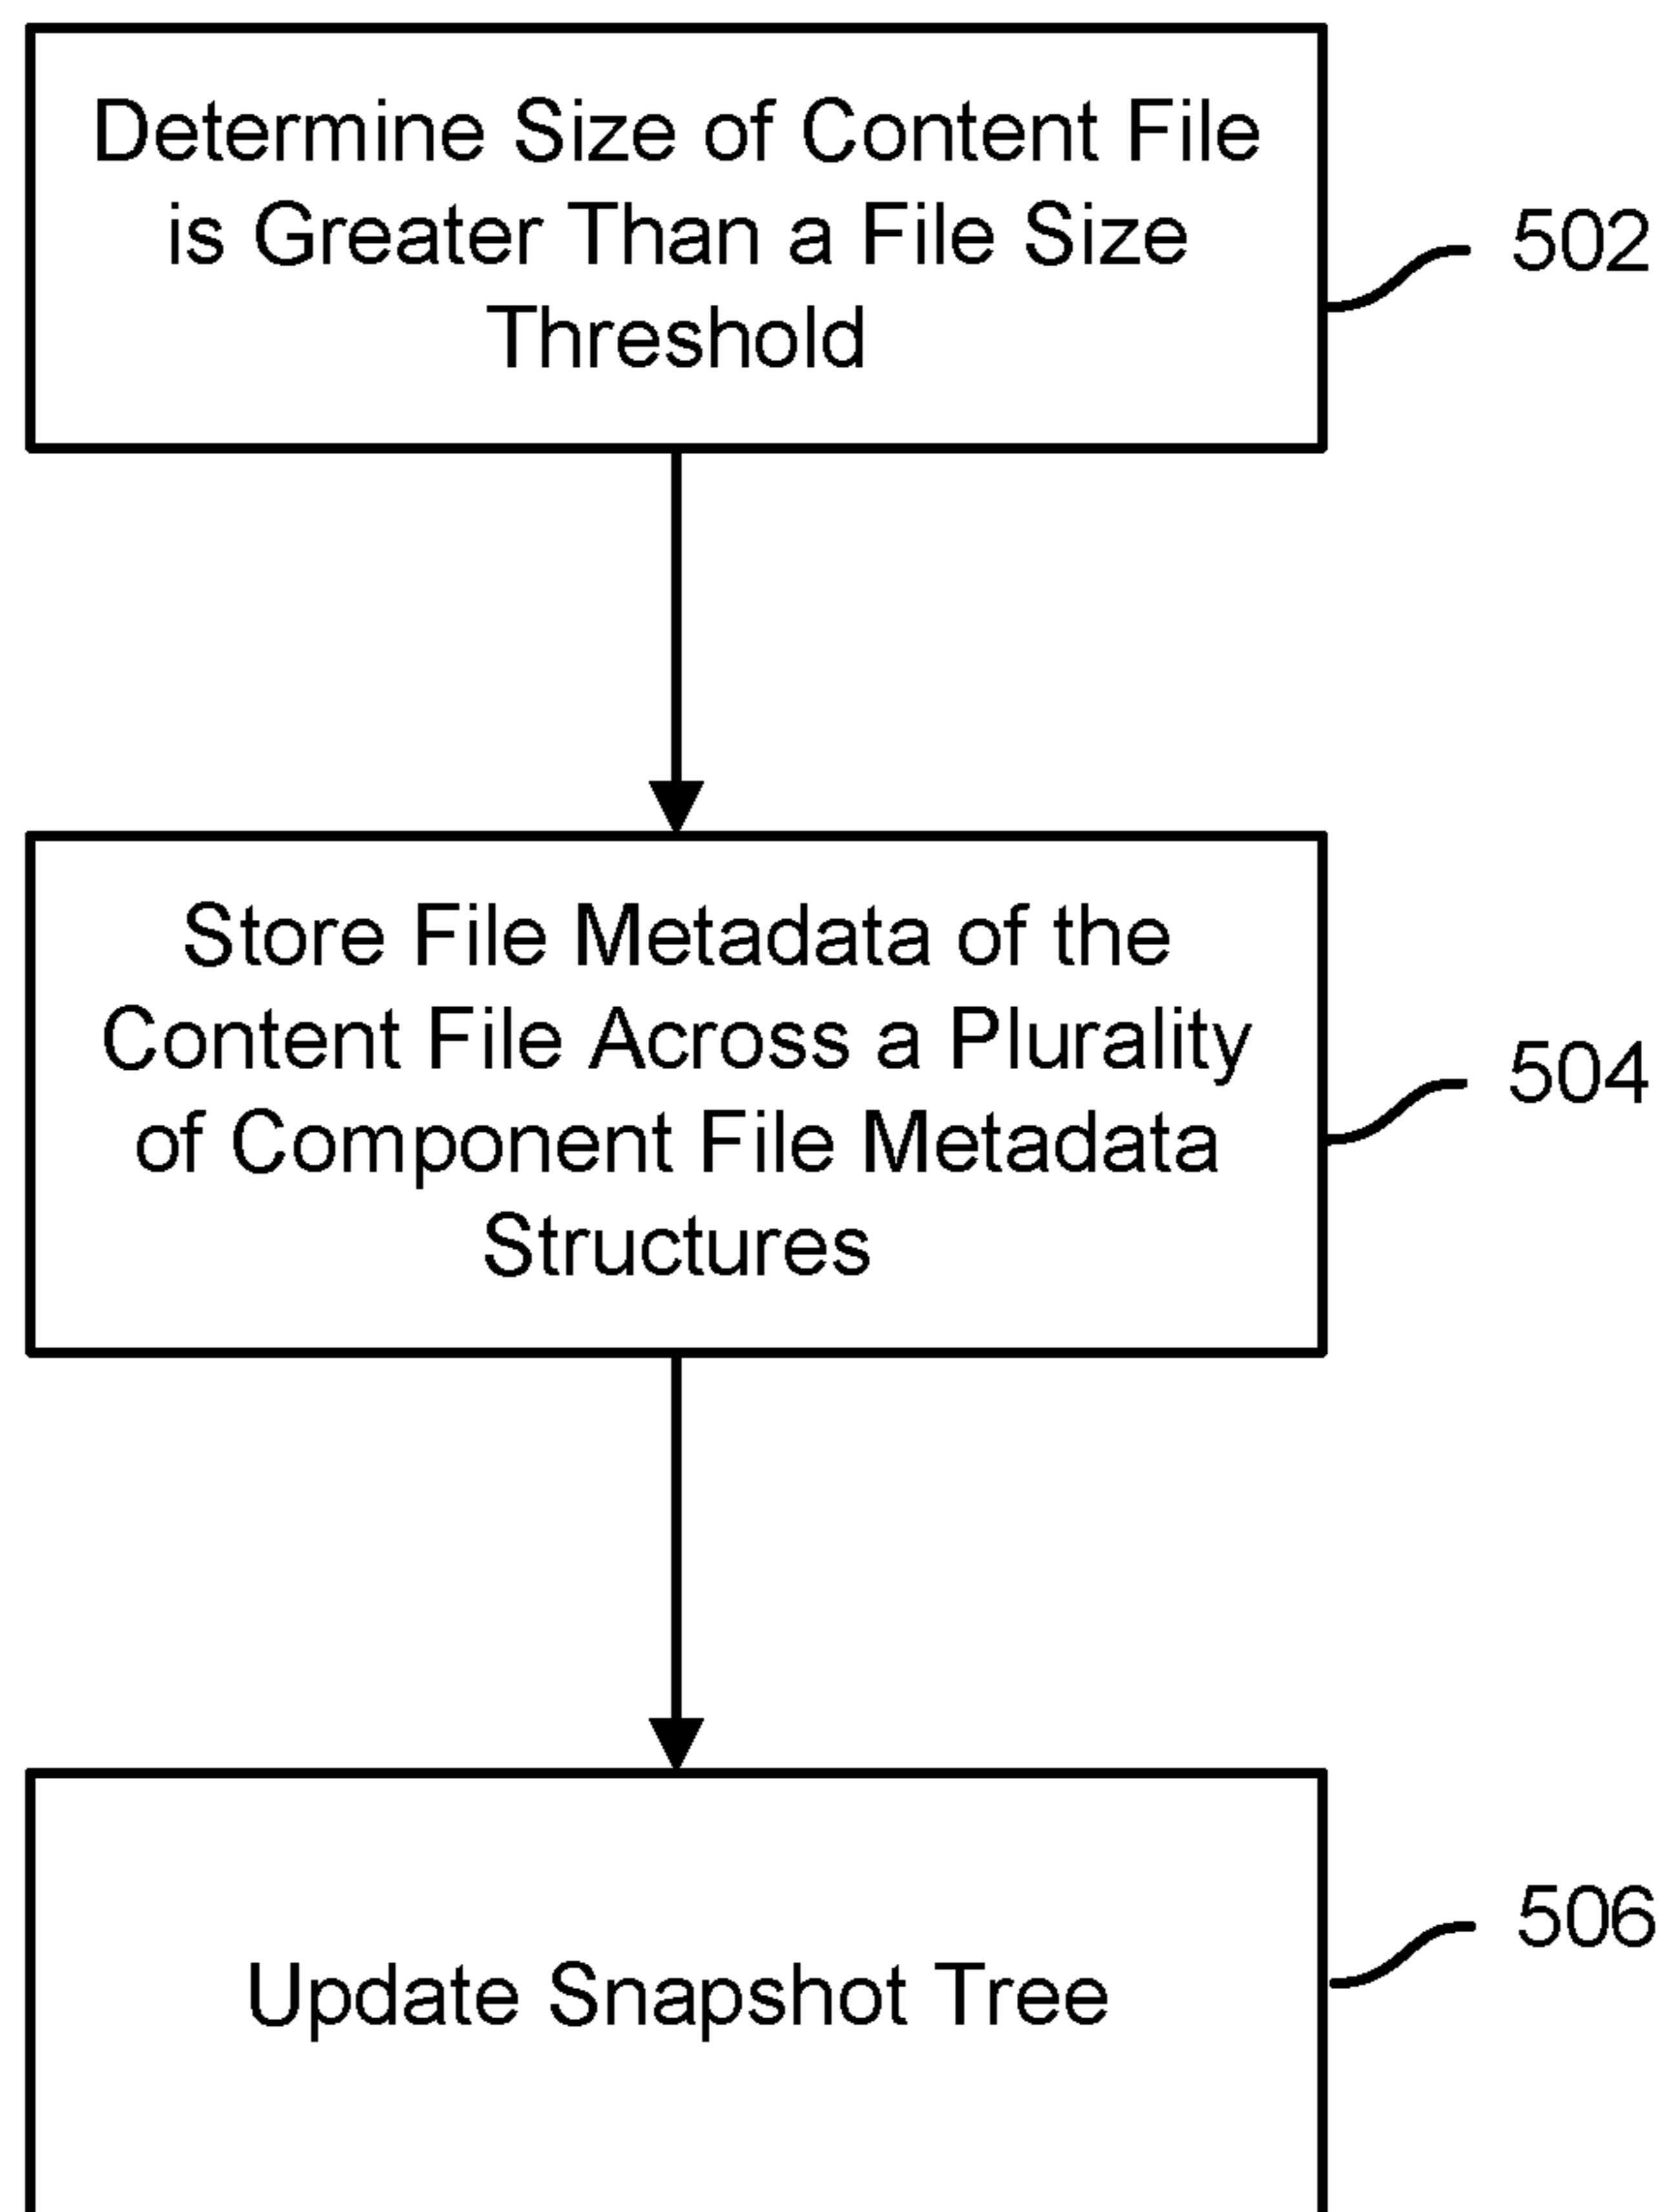 Determine Size of Content File
is Greater Than a File Size
Threshold
502
Store File Metadata of the
Content File Across a Plurality
of Component File Metadata
Structures
504
Update Snapshot Tree
506